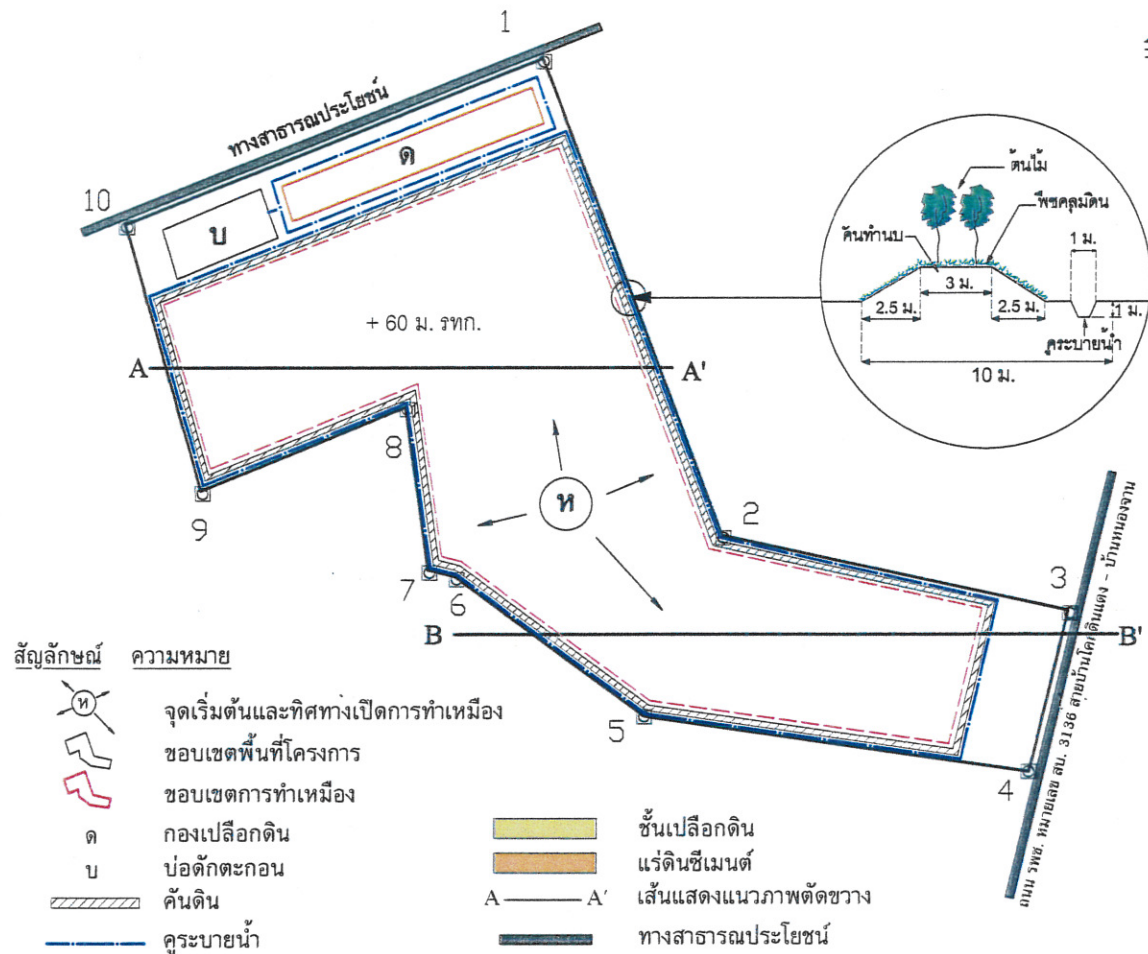 1
ทางสาธารณประโยชน์
10
ด
บ
+ 60 ม. รทก.
A
A'
8
9
ห
2
3
7
6
B
B'
5
4
ต้นไม้
พืชคลุมดิน
คันทำนบ
1 ม.
3 ม.
2.5 ม.
2.5 ม.
1 ม.
คูระบายน้ำ
10 ม.
ถนน รพช. หมายเลข สบ. 3136 สายบ้านโคกดินแดง - บ้านหนองจาน
สัญลักษณ์ ความหมาย
ห จุดเริ่มต้นและทิศทางเปิดการทำเหมือง
ขอบเขตพื้นที่โครงการ
ขอบเขตการทำเหมือง
ด กองเปลือกดิน
บ บ่อดักตะกอน
คันดิน
คูระบายน้ำ
ชั้นเปลือกดิน
แร่ดินซีเมนต์
A A' เส้นแสดงแนวภาพตัดขวาง
ทางสาธารณประโยชน์